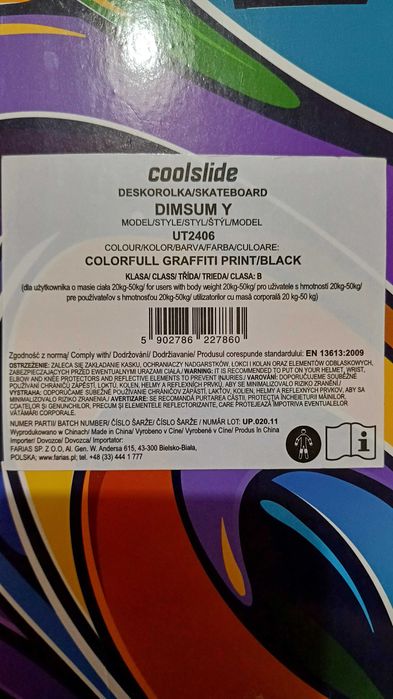 coolslide
DESKOROLKA/SKATEBOARD
DIMSUM Y
MODEL/STYLE/STYL/ŠTÝL/MODEL
UT2406
COLOUR/KOLOR/BARVA/FARBA/CULOARE:
COLORFULL GRAFFITI PRINT/BLACK
KLASA/ CLASS/ TŘÍDA/ TRIEDA/ CLASA: B
(dla użytkownika o masie ciała 20kg-50kg/ for users with body weight 20kg-50kg/ pro uživatele s hmotností 20kg-50kg/
pre používateľov s hmotnosťou 20kg-50kg/ utilizatorilor cu masă corporală 20 kg-50 kg)
5 902786 227860
Zgodność z normą/ Comply with/ Dodržování/ Dodržiavanie/ Produsul corespunde standardului: EN 13613:2009
OSTRZEŻENIE: ZALECA SIĘ ZAKŁADANIE KASKU, OCHRANIACZY NADGARSTKÓW, ŁOKCI I KOLAN ORAZ ELEMENTÓW ODBLASKOWYCH,
ZABEZPIECZAJĄCYCH PRZED EWENTUALNYMI URAZAMI CIAŁA./WARNING: IT IS RECOMMENDED TO PUT ON YOUR HELMET, WRIST,
ELBOW AND KNEE PROTECTORS AND REFLECTIVE ELEMENTS TO PREVENT INJURIES./ VAROVÁNÍ: DOPORUČUJEME SOUBĚŽNĚ
POUŽÍVÁNÍ CHRÁNIČŮ ZÁPĚSTÍ, LOKTŮ, KOLEN, HELMY A REFLEXNÍCH PRVKŮ, ABY SE MINIMALIZOVALO RIZIKO ZRANĚNÍ./
VÝSTRAHA: ODPORÚČAME SÚBEŽNE POUŽÍVANIE CHRÁNIČOV ZÁPÄSTÍ, LAKŤOV, KOLIEN, HELMY A REFLEXNÝCH PRVKOV, ABY SA
MINIMALIZOVALO RIZIKO ZRANENIA./ AVERTIZARE: SE RECOMANDĂ PURTAREA CĂȘTII, PROTECȚIA ÎNCHEIETURII MÂINILOR,
COATELOR, GENUNCHILOR, PRECUM ȘI ELEMENTELE REFLECTORIZANTE, CARE PROTEJEAZĂ ÎMPOTRIVA EVENTUALELOR
VĂTĂMĂRI CORPORALE.
NUMER PARTII/ BATCH NUMBER/ ČÍSLO ŠARŽE/ ČÍSLO ŠARŽE / NUMĂR LOT: UP.020.11
Wyprodukowano w Chinach/ Made in China/ Vyrobeno v Číne/ Vyrobené v Číne/ Produs În China
Importer/ Dovozce/ Dovozca/ Importator:
FARIAS SP. Z O.O, Al. Gen. W. Andersa 615, 43-300 Bielsko-Biała,
POLSKA; www.farias.pl; tel. +48 (33) 444 1 777